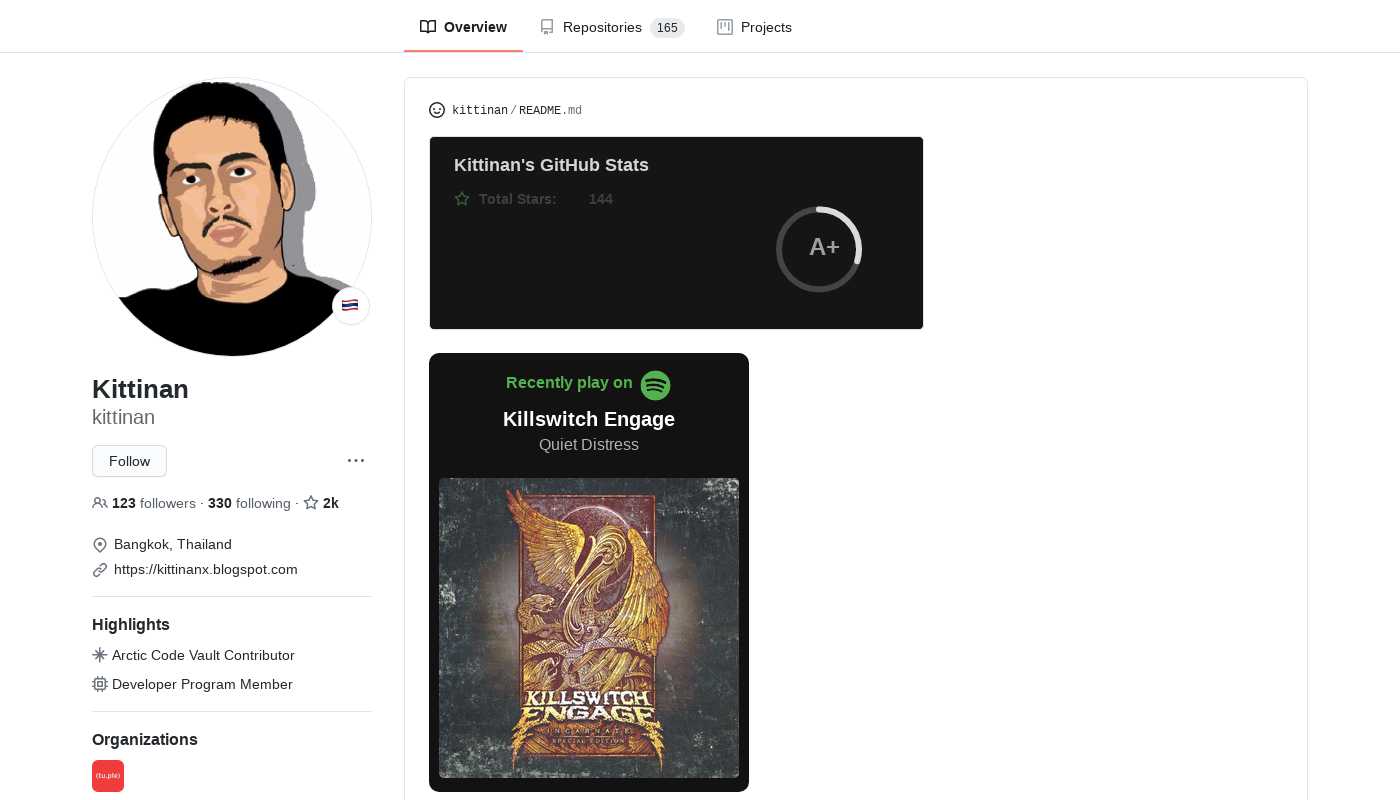 Overview
Repositories 165
Projects
kittinan/README.md
Kittinan's GitHub Stats
Total Stars: 144
A+
Recently play on
Killswitch Engage
Quiet Distress
KILLSWITCH
ENGAGE
INCARNATE
SPECIAL EDITION
Kittinan
kittinan
Follow
123 followers · 330 following · 2k
Bangkok, Thailand
https://kittinanx.blogspot.com
Highlights
Arctic Code Vault Contributor
Developer Program Member
Organizations